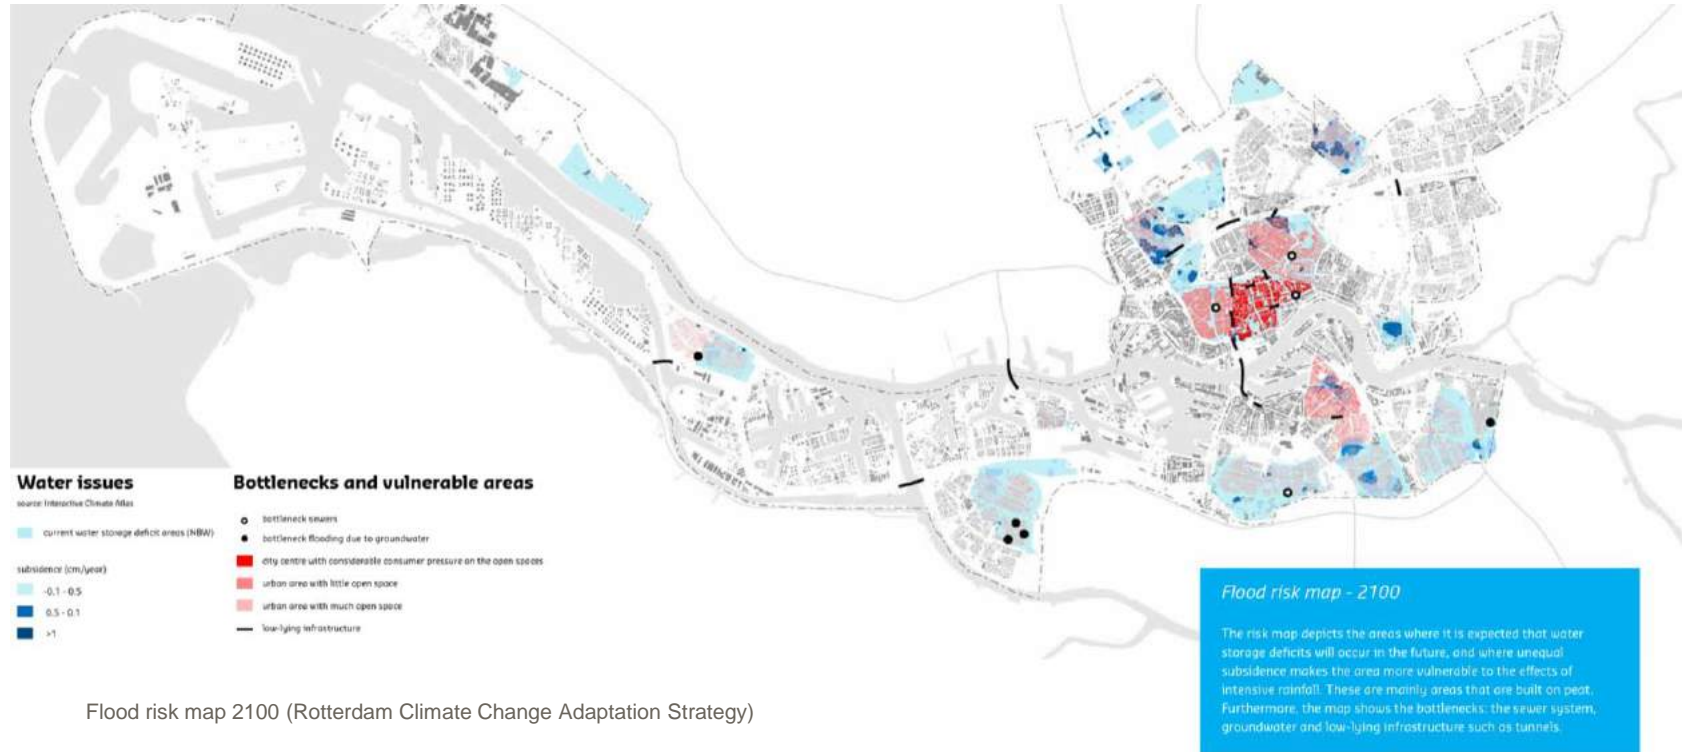 Water issues
source: Interactive Climate Atlas
current water storage deficit areas (NBW)
subsidence (cm/year)
-0.1 - 0.5
0.5 - 0.1
>1
Bottlenecks and vulnerable areas
bottleneck sewers
bottleneck flooding due to groundwater
city centre with considerable consumer pressure on the open spaces
urban area with little open space
urban area with much open space
low-lying infrastructure
Flood risk map - 2100
The risk map depicts the areas where it is expected that water
storage deficits will occur in the future, and where unequal
subsidence makes the area more vulnerable to the effects of
intensive rainfall. These are mainly areas that are built on peat.
Furthermore, the map shows the bottlenecks: the sewer system,
groundwater and low-lying infrastructure such as tunnels.
Flood risk map 2100 (Rotterdam Climate Change Adaptation Strategy)